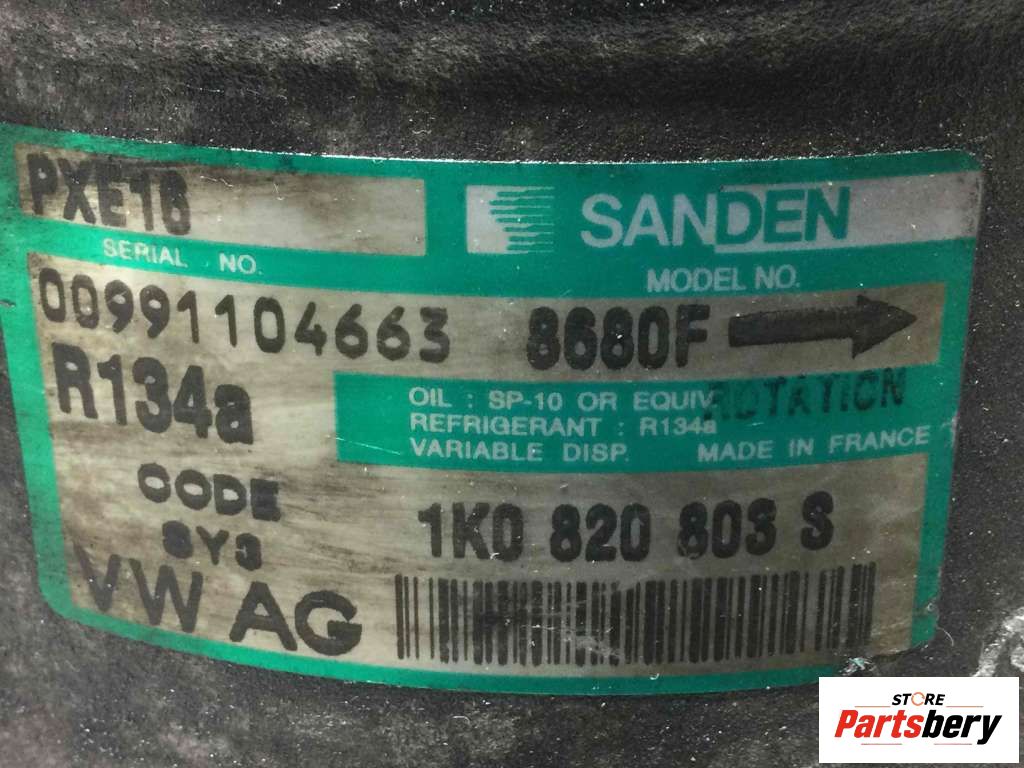 PXE16
SANDEN
SERIAL NO.
MODEL NO.
00991104663 8680F
R134a
ROTATION
OIL : SP-10 OR EQUIV
REFRIGERANT : R134a
VARIABLE DISP. MADE IN FRANCE
CODE
SY3
1K0 820 803 S
VW AG
STORE
Partsbery